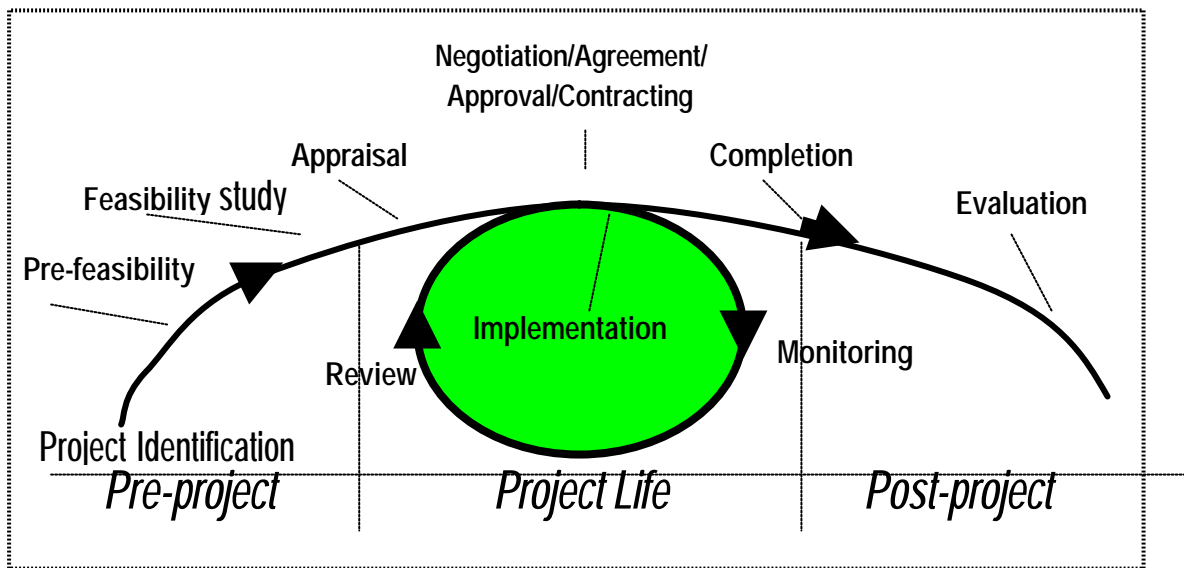 Negotiation/Agreement/
Approval/Contracting
Appraisal
Completion
Feasibility study
Evaluation
Pre-feasibility
Implementation
Monitoring
Review
Project Identification
Pre-project
Project Life
Post-project